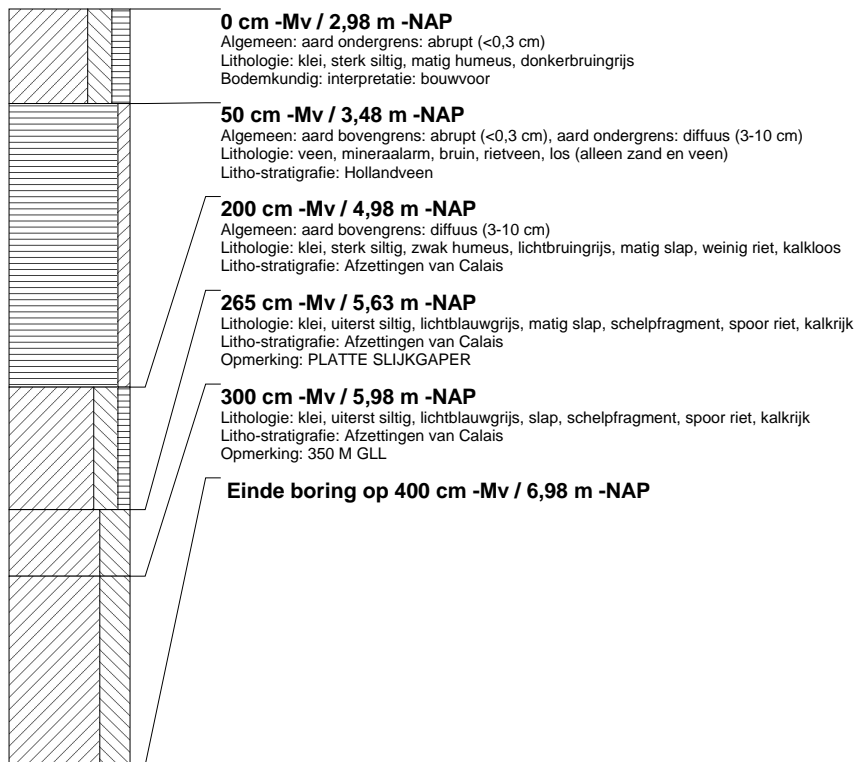 0 cm -Mv / 2,98 m -NAP
Algemeen: aard ondergrens: abrupt (<0,3 cm)
Lithologie: klei, sterk siltig, matig humeus, donkerbruingrijs
Bodemkundig: interpretatie: bouwvoor
50 cm -Mv / 3,48 m -NAP
Algemeen: aard bovengrens: abrupt (<0,3 cm), aard ondergrens: diffuus (3-10 cm)
Lithologie: veen, mineraalarm, bruin, rietveen, los (alleen zand en veen)
Litho-stratigrafie: Hollandveen
200 cm -Mv / 4,98 m -NAP
Algemeen: aard bovengrens: diffuus (3-10 cm)
Lithologie: klei, sterk siltig, zwak humeus, lichtbruingrijs, matig slap, weinig riet, kalkloos
Litho-stratigrafie: Afzettingen van Calais
265 cm -Mv / 5,63 m -NAP
Lithologie: klei, uiterst siltig, lichtblauwgrijs, matig slap, schelpfragment, spoor riet, kalkrijk
Litho-stratigrafie: Afzettingen van Calais
Opmerking: PLATTE SLIJKGAPER
300 cm -Mv / 5,98 m -NAP
Lithologie: klei, uiterst siltig, lichtblauwgrijs, slap, schelpfragment, spoor riet, kalkrijk
Litho-stratigrafie: Afzettingen van Calais
Opmerking: 350 M GLL
Einde boring op 400 cm -Mv / 6,98 m -NAP